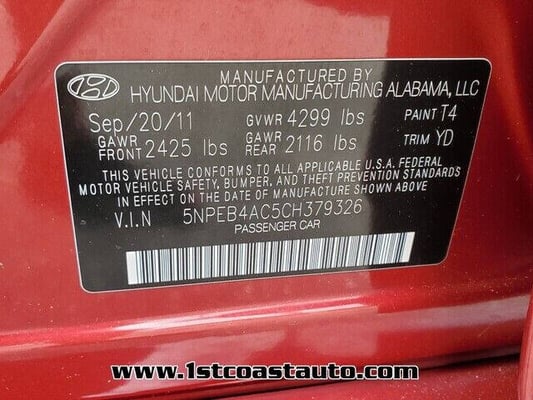 MANUFACTURED BY
HYUNDAI MOTOR MANUFACTURING ALABAMA, LLC
Sep/20/11 GVWR 4299 lbs PAINT T4
GAWR FRONT 2425 lbs GAWR REAR 2116 lbs TRIM YD
THIS VEHICLE CONFORMS TO ALL APPLICABLE U.S.A. FEDERAL
MOTOR VEHICLE SAFETY, BUMPER, AND THEFT PREVENTION STANDARDS
IN EFFECT ON THE DATE OF MANUFACTURE SHOWN ABOVE
V.I.N 5NPEB4AC5CH379326
PASSENGER CAR
www.1stcoastauto.com